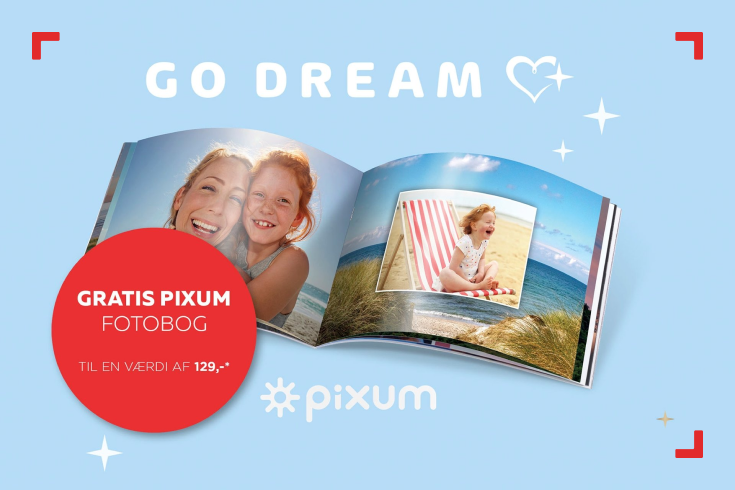 GO DREAM
GRATIS PIXUM
FOTOBOG
TIL EN VÆRDI AF 129,-*
pixum